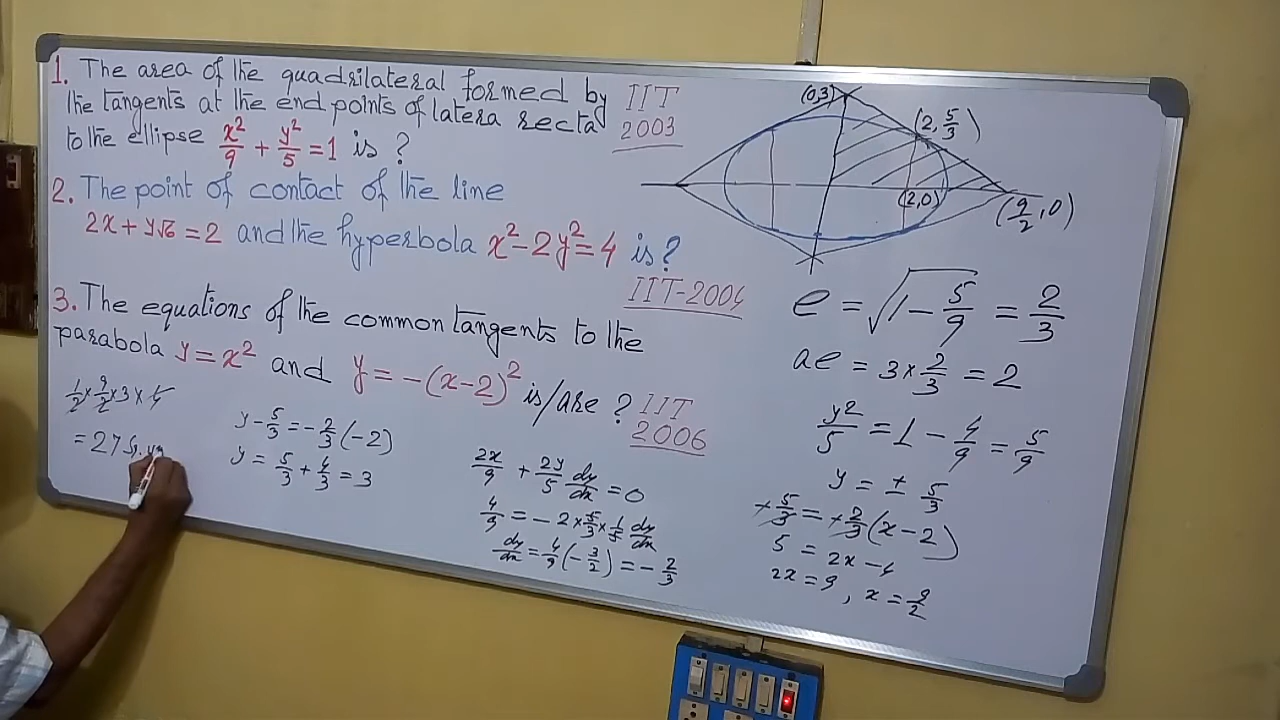 1. The area of the quadrilateral formed by
the tangents at the end points of latera recta
to the ellipse x²/9 + y²/5 = 1 is ?
IIT
2003
2. The point of contact of the line
2x + y√6 = 2 and the hyperbola x² - 2y² = 4 is ?
IIT-2004
3. The equations of the common tangents to the
parabola y = x² and y = -(x-2)² is/are ?
IIT
2006
1/2 × 9/2 × 3 × 4
= 27 Sq.
y - 5/3 = -2/3 (-2)
y = 5/3 + 4/3 = 3
2x/9 + 2y/5 dy/dx = 0
4/9 = -2 × 5/3 × 1/5 dy/dx
dy/dx = 4/9 (-3/2) = -2/3
(0,3)
(2, 5/3)
(2,0)
(9/2, 0)
e = √(1 - 5/9) = 2/3
ae = 3 × 2/3 = 2
y²/5 = 1 - 4/9 = 5/9
y = ± 5/3
-5/3 = -2/3 (x-2)
5 = 2x - 4
2x = 9, x = 9/2